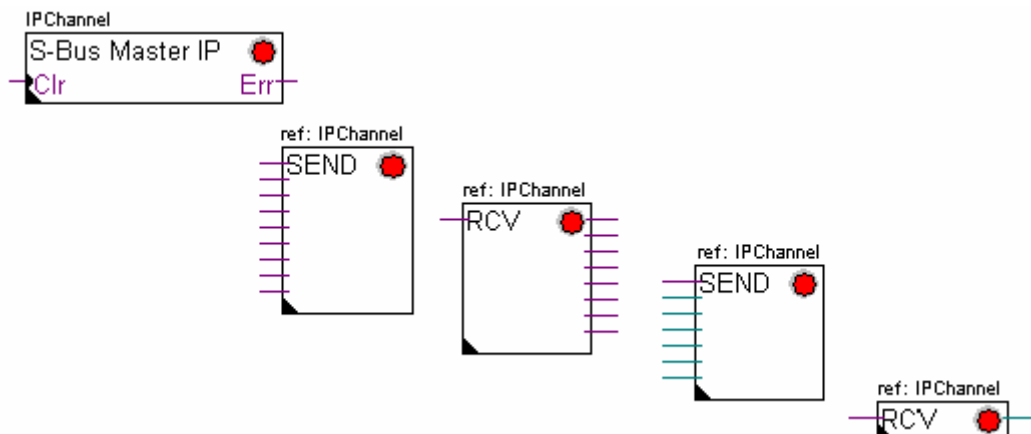 IPChannel
S-Bus Master IP
Clr Err
ref: IPChannel
SEND
ref: IPChannel
RCV
ref: IPChannel
SEND
ref: IPChannel
RCV